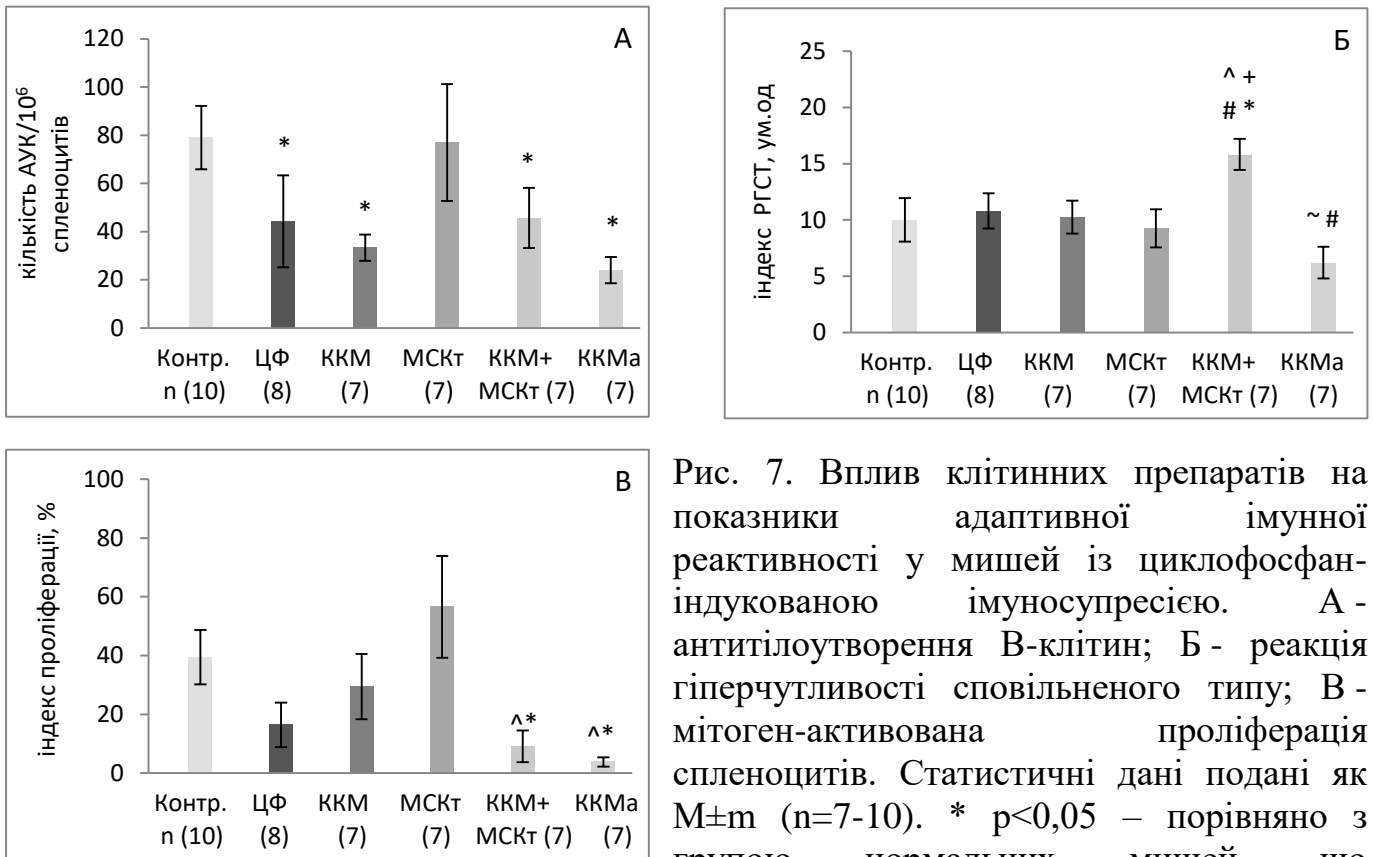 А
кількість АУК/10⁶
спленоцитів
120
100
80
60
40
20
0
*
*
*
*
Контр. ЦФ ККМ МСКт ККМ+ ККМа
n (10) (8) (7) (7) МСКт (7) (7)
Б
індекс РГСТ, ум.од
25
20
15
10
5
0
^ +
# *
~ #
Контр. ЦФ ККМ МСКт ККМ+ ККМа
n (10) (8) (7) (7) МСКт (7) (7)
В
індекс проліферації, %
100
80
60
40
20
0
^*
^*
Контр. ЦФ ККМ МСКт ККМ+ ККМа
n (10) (8) (7) (7) МСКт (7) (7)
Рис. 7. Вплив клітинних препаратів на
показники адаптивної імунної
реактивності у мишей із циклофосфан-
індукованою імуносупресією. А -
антитілоутворення В-клітин; Б - реакція
гіперчутливості сповільненого типу; В -
мітоген-активована проліферація
спленоцитів. Статистичні дані подані як
M±m (n=7-10). * p<0,05 – порівняно з